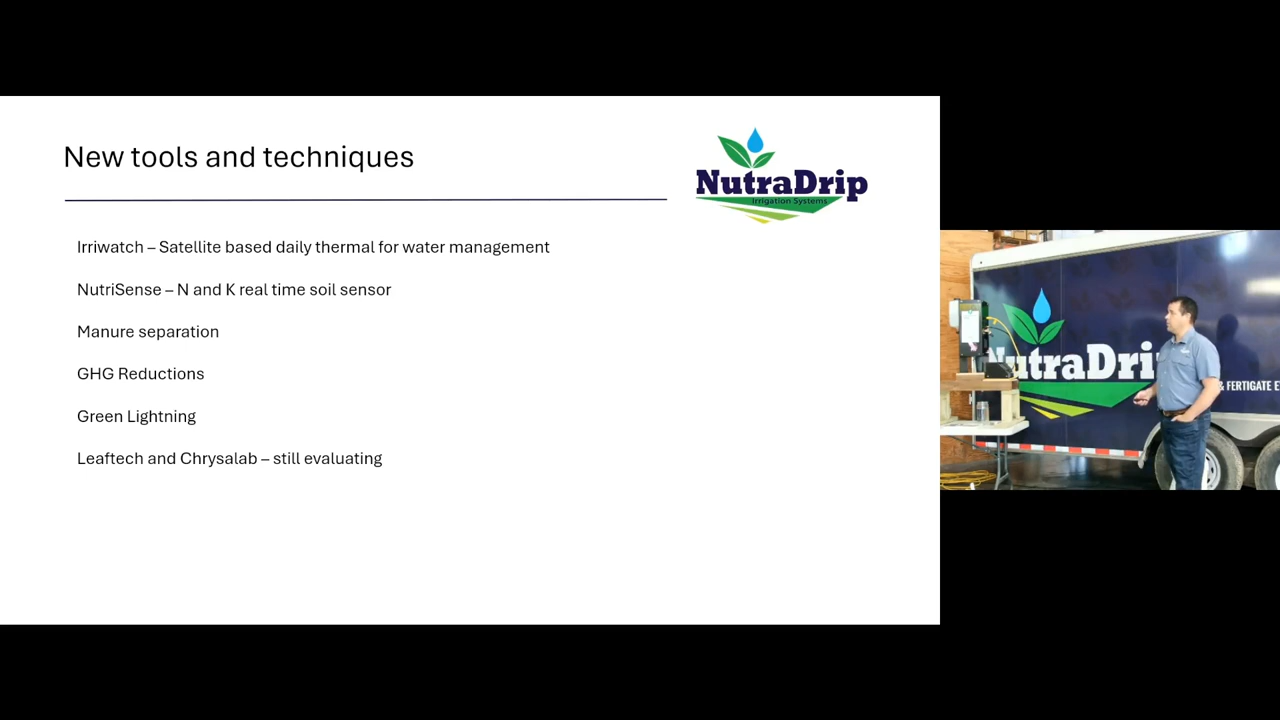 New tools and techniques
NutraDrip
Irrigation Systems
Irriwatch – Satellite based daily thermal for water management
NutriSense – N and K real time soil sensor
Manure separation
GHG Reductions
Green Lightning
Leaftech and Chrysalab – still evaluating
NutraDri
& FERTIGATE E